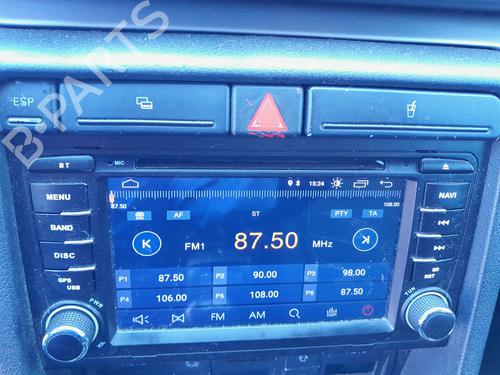 B-PARTS
ESP
BT
MIC
MENU
BAND
DISC
GPS
USB
PWR
NAVI
SD
RST
TUN
15:24
87.50
108.00
AF
ST
PTY TA
FM1 87.50 MHz
P1 87.50 P2 90.00 P3 98.00
P4 106.00 P5 108.00 P6 87.50
FM AM